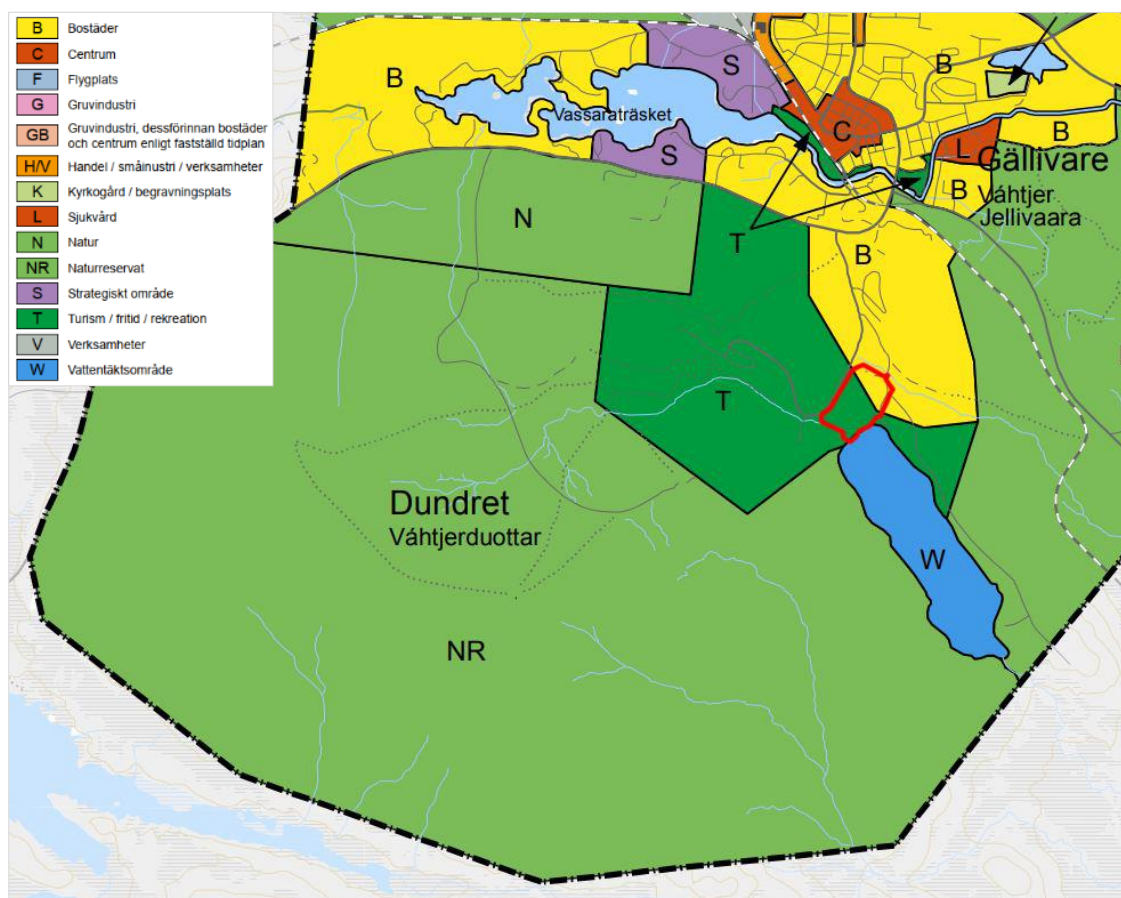 B Bostäder
C Centrum
F Flygplats
G Gruvindustri
GB Gruvindustri, dessförinnan bostäder
och centrum enligt fastställd tidplan
H/V Handel / småinustri / verksamheter
K Kyrkogård / begravningsplats
L Sjukvård
N Natur
NR Naturreservat
S Strategiskt område
T Turism / fritid / rekreation
V Verksamheter
W Vattentäktsområde
S
B
B
Vassaraträsket
C
B
S
L
Gällivare
B
Váhtjer
Jellivaara
N
T
B
T
Dundret
Váhtjerduottar
W
NR